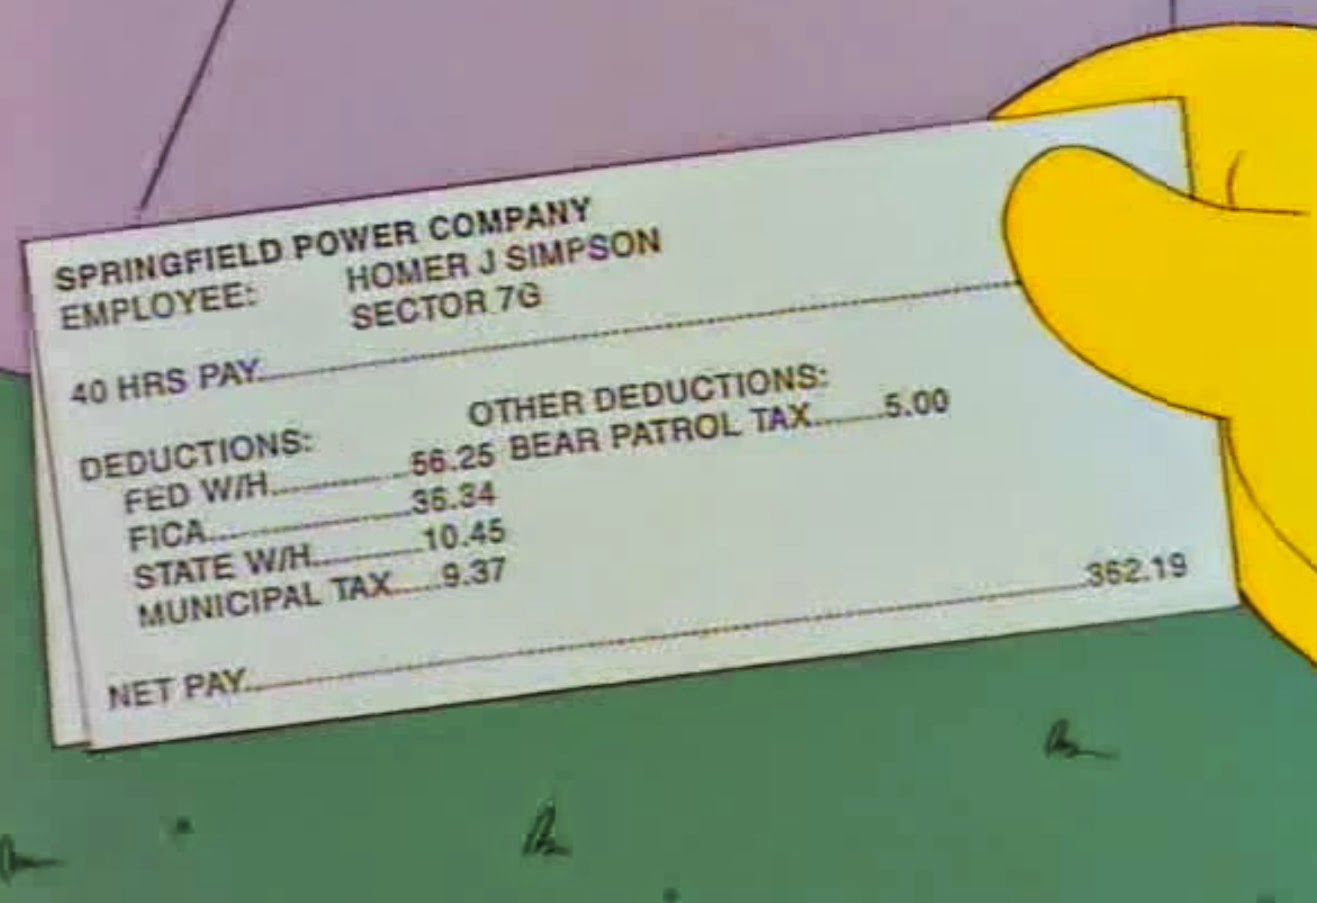 SPRINGFIELD POWER COMPANY
EMPLOYEE: HOMER J SIMPSON
SECTOR 7G
40 HRS PAY
OTHER DEDUCTIONS:
DEDUCTIONS: BEAR PATROL TAX........5.00
FED W/H................56.25
FICA........................36.34
STATE W/H.............10.45
MUNICIPAL TAX......9.37
NET PAY........................................................................362.19